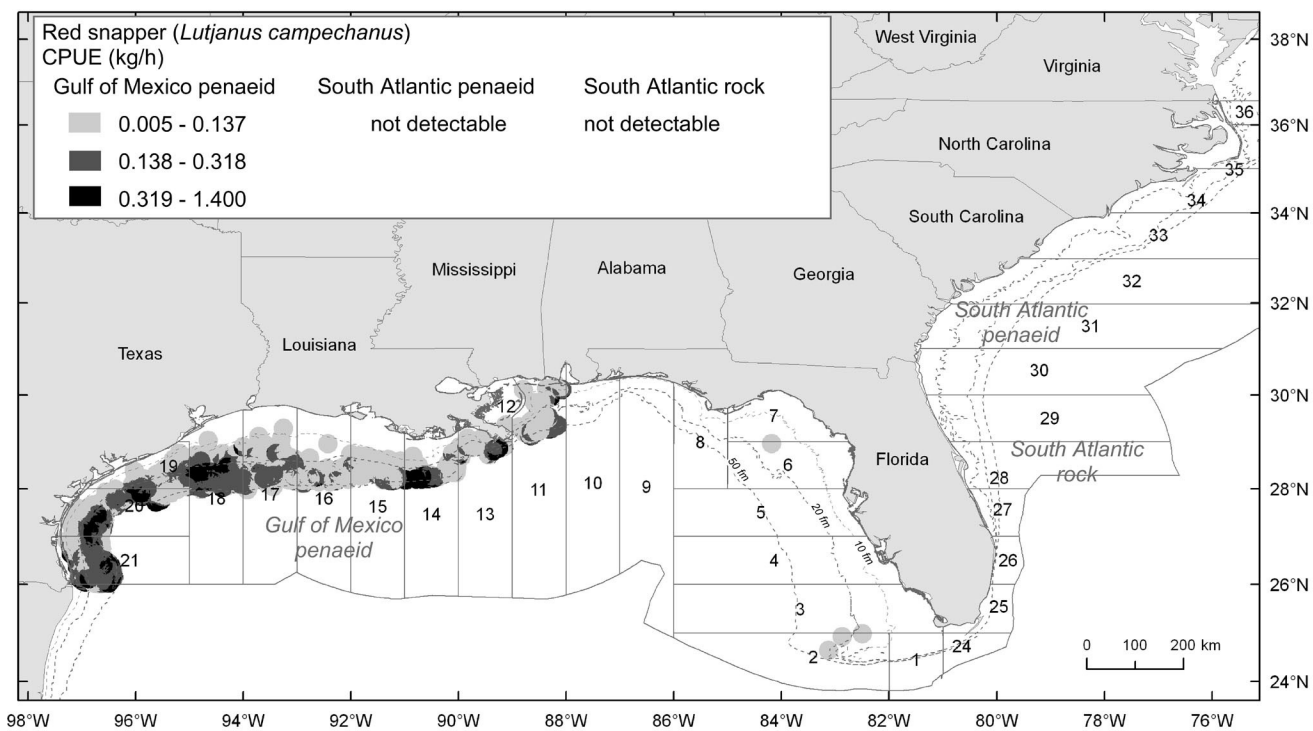 Red snapper (Lutjanus campechanus)
CPUE (kg/h)
Gulf of Mexico penaeid South Atlantic penaeid South Atlantic rock
0.005 - 0.137 not detectable not detectable
0.138 - 0.318
0.319 - 1.400
West Virginia
Virginia
North Carolina
South Carolina
Mississippi
Alabama
Georgia
Texas
Louisiana
Florida
South Atlantic
penaeid
South Atlantic
rock
Gulf of Mexico
penaeid
36
35
34
33
32
31
30
29
28
27
26
25
24
1
2
3
4
5
6
7
8
9
10
11
12
13
14
15
16
17
18
19
20
21
50 fm
20 fm
10 fm
0 100 200 km
38°N
36°N
34°N
32°N
30°N
28°N
26°N
24°N
98°W 96°W 94°W 92°W 90°W 88°W 86°W 84°W 82°W 80°W 78°W 76°W